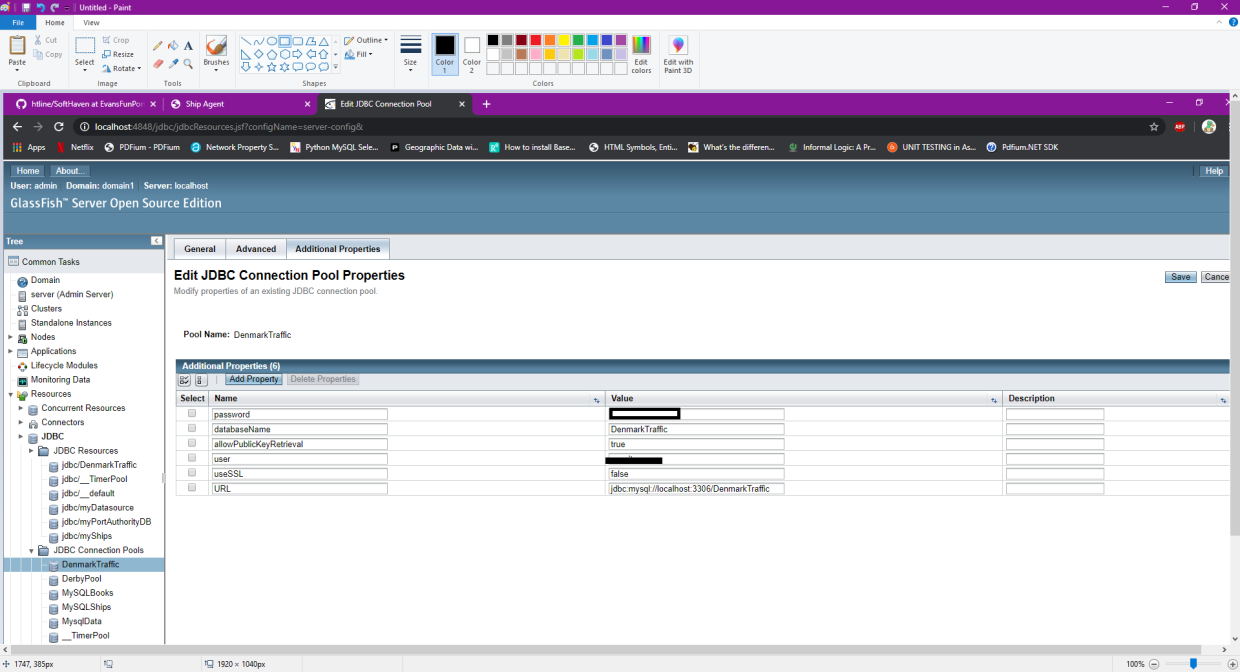 Untitled - Paint
File Home View
Paste Cut Copy Select Crop Resize Rotate Brushes Outline Fill Size Color 1 Color 2 Edit colors Edit with Paint 3D
Clipboard Image Tools Shapes Colors
htline/SoftHaven at EvansFunPor Ship Agent Edit JDBC Connection Pool
localhost:4848/jdbc/jdbcResources.jsf?configName=server-config& ABP
Apps Netflix PDFium - PDFium Network Property S... Python MySQL Sele... Geographic Data wi... How to install Base... HTML Symbols, Enti... What's the differen... Informal Logic: A Pr... UNIT TESTING in As... Pdfium.NET SDK
Home About... Help
User: admin Domain: domain1 Server: localhost
GlassFish™ Server Open Source Edition
Tree
Common Tasks
Domain
server (Admin Server)
Clusters
Standalone Instances
Nodes
Applications
Lifecycle Modules
Monitoring Data
Resources
Concurrent Resources
Connectors
JDBC
JDBC Resources
jdbc/DenmarkTraffic
jdbc/__TimerPool
jdbc/__default
jdbc/myDatasource
jdbc/myPortAuthorityDB
jdbc/myShips
JDBC Connection Pools
DenmarkTraffic
DerbyPool
MySQLBooks
MySQLShips
MysqlData
__TimerPool
General Advanced Additional Properties
Edit JDBC Connection Pool Properties
Save Cance
Modify properties of an existing JDBC connection pool.
Pool Name: DenmarkTraffic
Additional Properties (6)
Add Property Delete Properties
Select Name Value Description
password
databaseName DenmarkTraffic
allowPublicKeyRetrieval true
user
useSSL false
URL jdbc:mysql://localhost:3306/DenmarkTraffic
1747, 385px 1920 × 1040px 100%